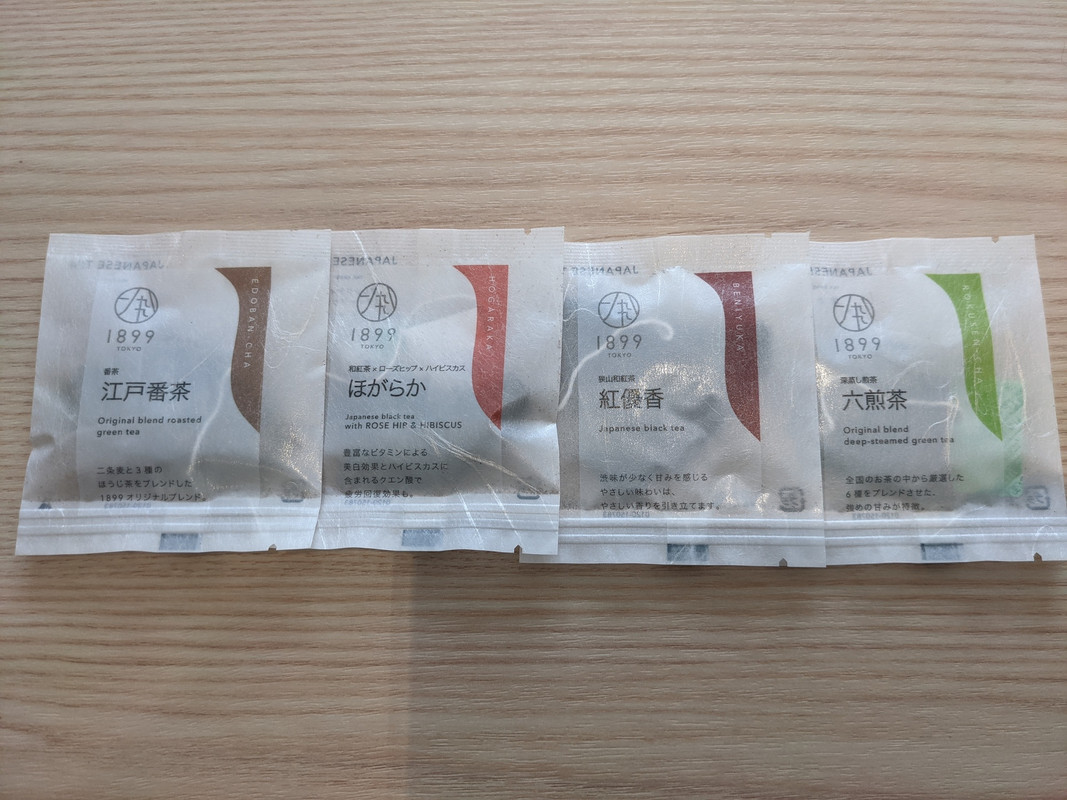 EDOBAN-CHA
1899
TOKYO
番茶
江戸番茶
Original blend roasted
green tea
二条麦と3種の
ほうじ茶をブレンドした
1899オリジナルブレンド。
HOGARAKA
1899
TOKYO
和紅茶×ローズヒップ×ハイビスカス
ほがらか
Japanese black tea
with ROSE HIP & HIBISCUS
豊富なビタミンによる
美白効果とハイビスカスに
含まれるクエン酸で
疲労回復効果も。
BENIYUKA
1899
TOKYO
狭山和紅茶
紅優香
Japanese black tea
渋味が少なく甘みを感じる
やさしい味わいは、
やさしい香りを引き立てます。
ROKUSEN-CHA
1899
TOKYO
深蒸し煎茶
六煎茶
Original blend
deep-steamed green tea
全国のお茶の中から厳選した
6種をブレンドさせた、
強めの甘みが特徴。